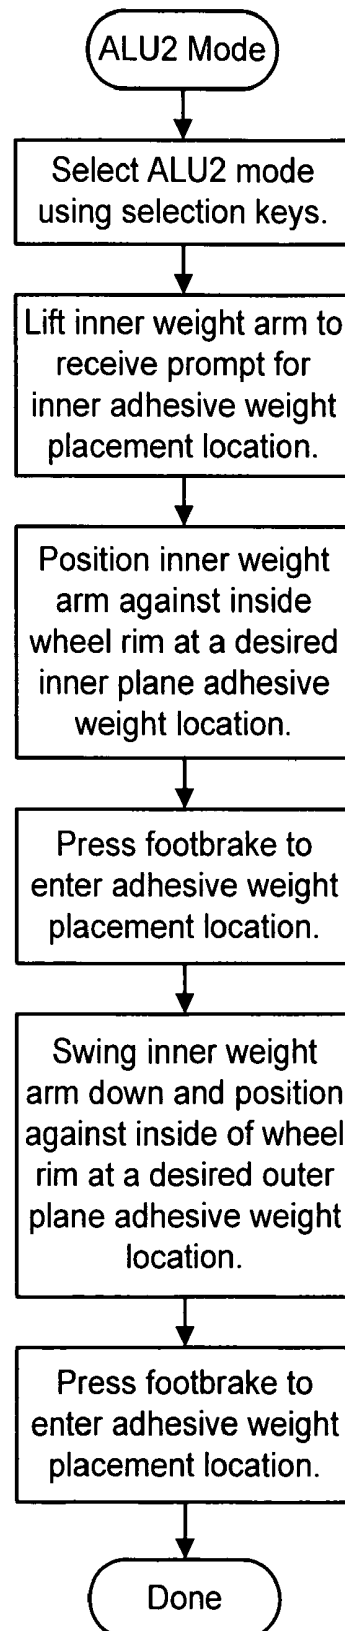 ALU2 Mode
Select ALU2 mode
using selection keys.
Lift inner weight arm to
receive prompt for
inner adhesive weight
placement location.
Position inner weight
arm against inside
wheel rim at a desired
inner plane adhesive
weight location.
Press footbrake to
enter adhesive weight
placement location.
Swing inner weight
arm down and position
against inside of wheel
rim at a desired outer
plane adhesive weight
location.
Press footbrake to
enter adhesive weight
placement location.
Done